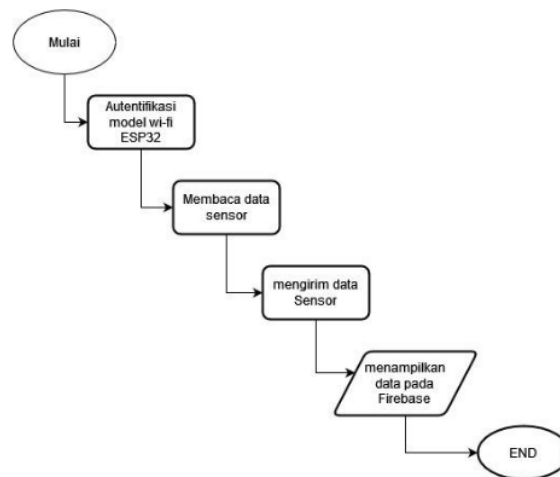 Mulai
Autentifikasi
model wi-fi
ESP32
Membaca data
sensor
mengirim data
Sensor
menampilkan
data pada
Firebase
END